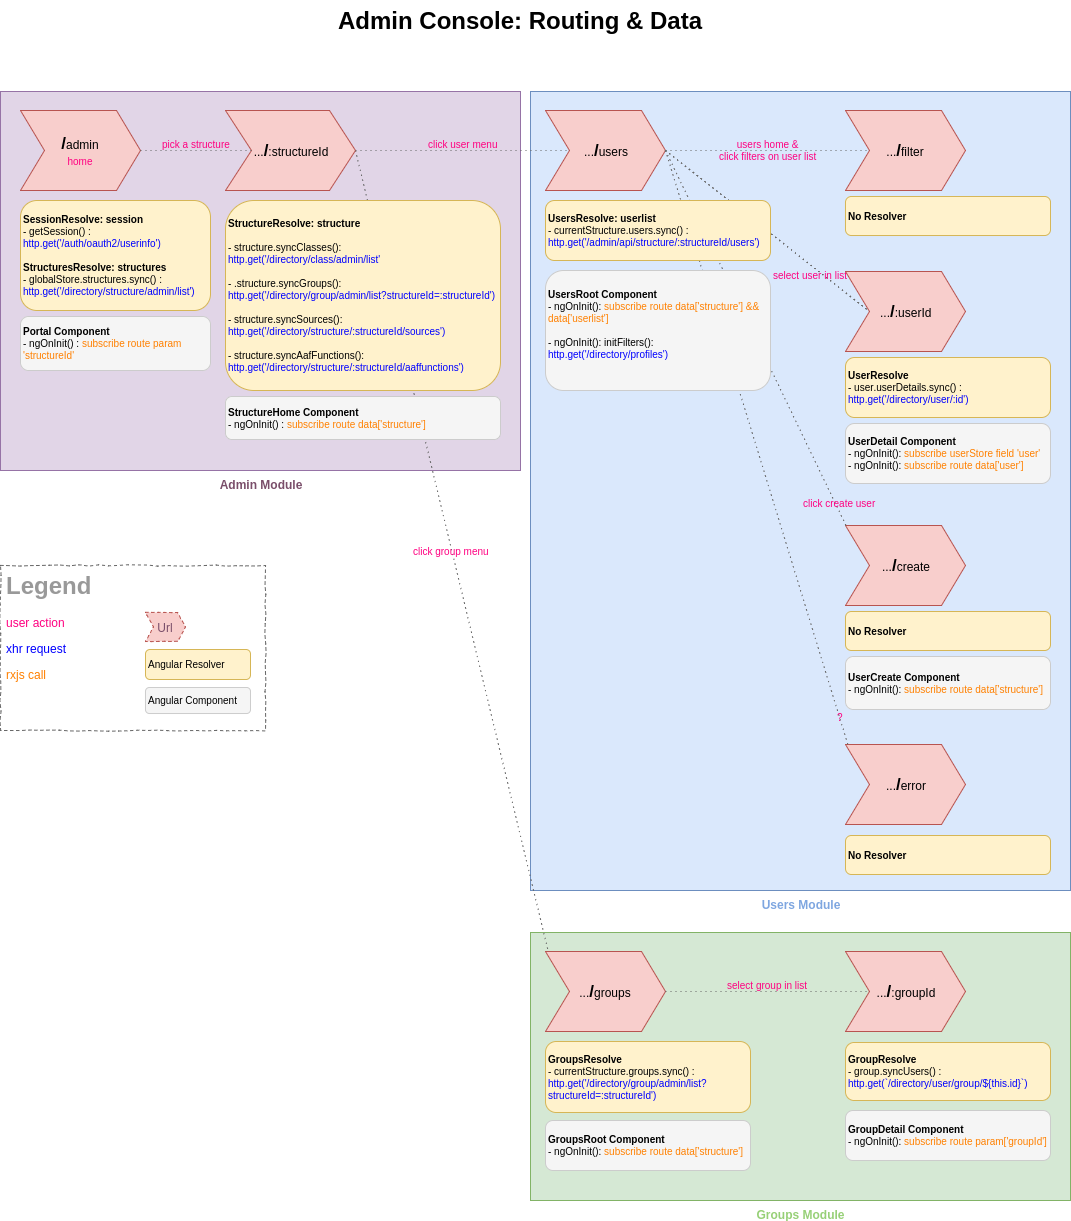 Admin Console: Routing & Data
/admin
home
pick a structure
.../:structureId
click user menu
SessionResolve: session
- getSession() :
http.get('/auth/oauth2/userinfo')
StructuresResolve: structures
- globalStore.structures.sync() :
http.get('/directory/structure/admin/list')
Portal Component
- ngOnInit() : subscribe route param
'structureId'
StructureResolve: structure
- structure.syncClasses():
http.get('/directory/class/admin/list'
- .structure.syncGroups():
http.get('/directory/group/admin/list?structureId=:structureId')
- structure.syncSources():
http.get('/directory/structure/:structureId/sources')
- structure.syncAafFunctions():
http.get('/directory/structure/:structureId/aaffunctions')
StructureHome Component
- ngOnInit() : subscribe route data['structure']
Admin Module
click group menu
Legend
user action
xhr request
rxjs call
Url
Angular Resolver
Angular Component
.../users
users home &
click filters on user list
.../filter
No Resolver
UsersResolve: userlist
- currentStructure.users.sync() :
http.get('/admin/api/structure/:structureId/users')
UsersRoot Component
- ngOnInit(): subscribe route data['structure'] &&
data['userlist']
- ngOnInit(): initFilters():
http.get('/directory/profiles')
select user in list
.../:userId
UserResolve
- user.userDetails.sync() :
http.get('/directory/user/:id')
UserDetail Component
- ngOnInit(): subscribe userStore field 'user'
- ngOnInit(): subscribe route data['user']
click create user
.../create
No Resolver
UserCreate Component
- ngOnInit(): subscribe route data['structure']
?
.../error
No Resolver
Users Module
.../groups
select group in list
.../:groupId
GroupsResolve
- currentStructure.groups.sync() :
http.get('/directory/group/admin/list?
structureId=:structureId')
GroupsRoot Component
- ngOnInit(): subscribe route data['structure']
GroupResolve
- group.syncUsers() :
http.get(`/directory/user/group/${this.id}`)
GroupDetail Component
- ngOnInit(): subscribe route param['groupId']
Groups Module